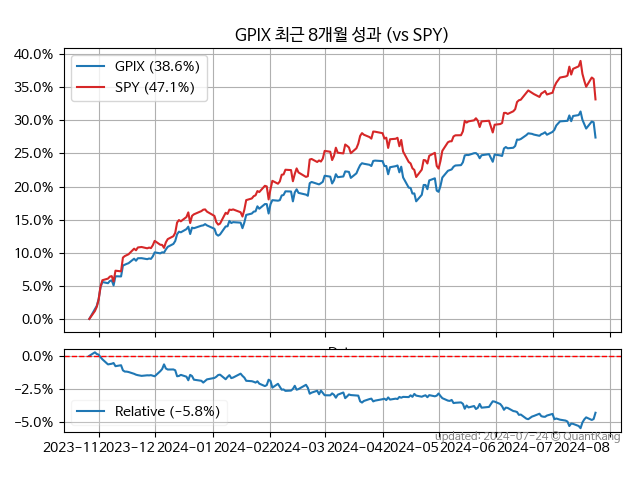 GPIX 최근 8개월 성과 (vs SPY)
40.0%
35.0%
30.0%
25.0%
20.0%
15.0%
10.0%
5.0%
0.0%
GPIX (38.6%)
SPY (47.1%)
0.0%
−2.5%
−5.0%
Relative (−5.8%)
Updated: 2024-07-24 © QuantKang
2023−11 2023−12 2024−01 2024−02 2024−03 2024−04 2024−05 2024−06 2024−07 2024−08